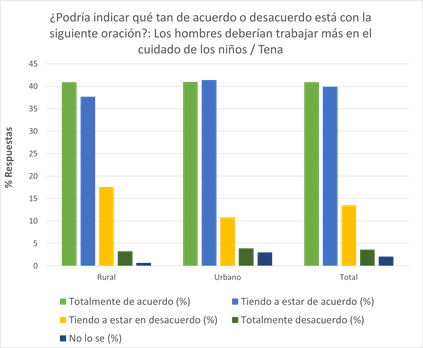 ¿Podría indicar qué tan de acuerdo o desacuerdo está con la
siguiente oración?: Los hombres deberían trabajar más en el
cuidado de los niños / Tena
% Respuestas
45
40
35
30
25
20
15
10
5
0
Rural
Urbano
Total
Totalmente de acuerdo (%)
Tiendo a estar de acuerdo (%)
Tiendo a estar en desacuerdo (%)
Totalmente desacuerdo (%)
No lo se (%)